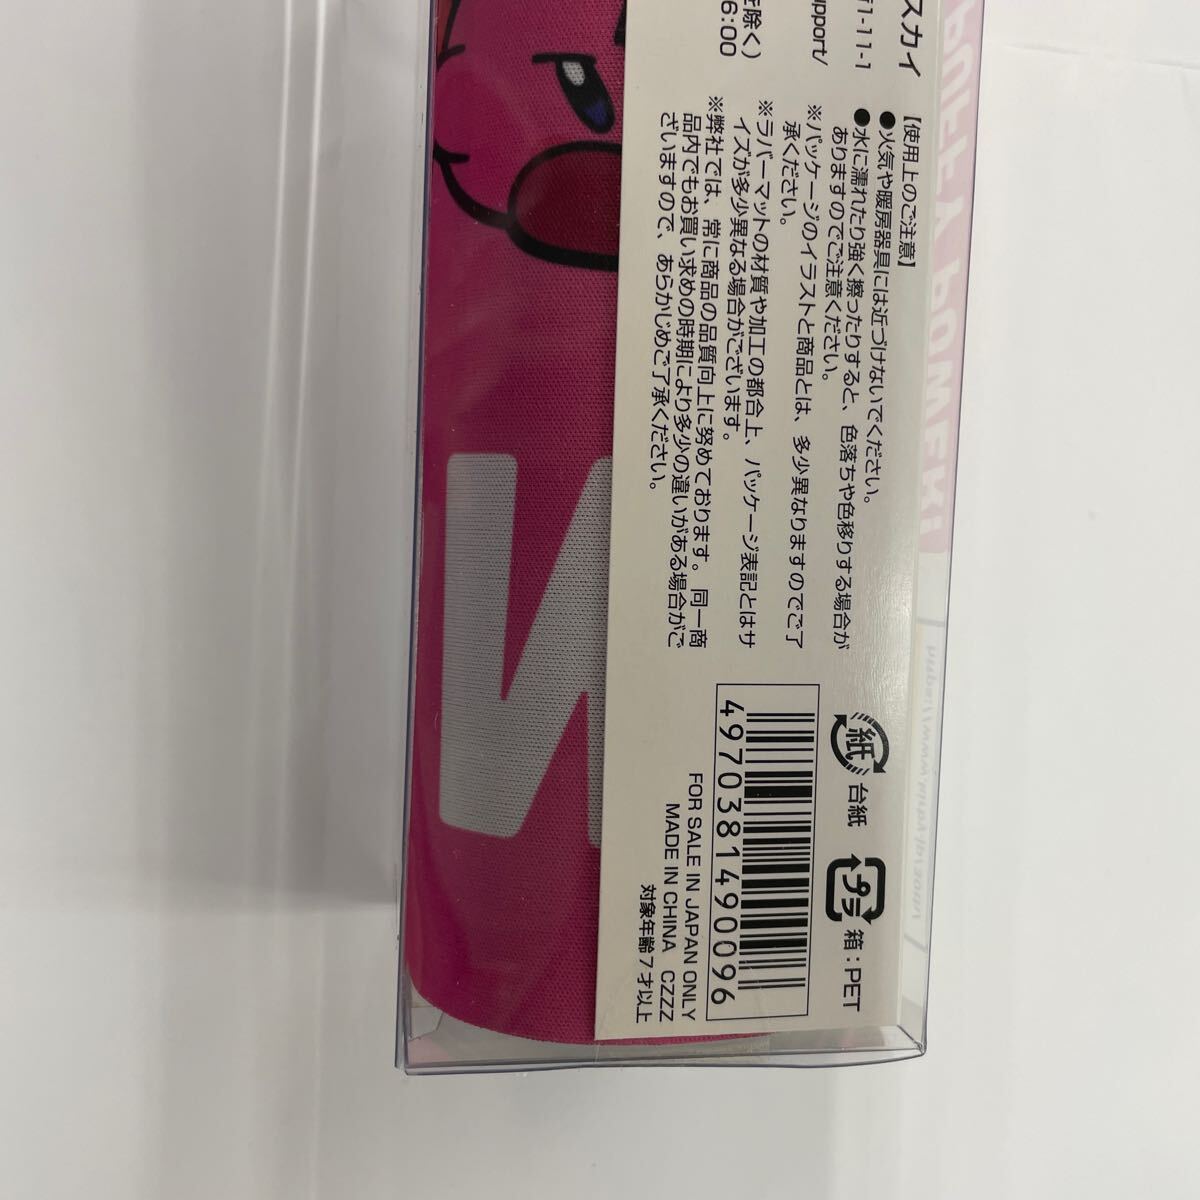 スカイ
1-11-1
upport/
を除く)
6:00
【使用上のご注意】
●火気や暖房器具には近づけないでください。
●水に濡れたり強く擦ったりすると、色落ちや色移りする場合が
ありますのでご注意ください。
※パッケージのイラストと商品とは、多少異なりますのでご了
承ください。
※ラバーマットの材質や加工の都合上、パッケージ表記とはサ
イズが多少異なる場合がございます。
※弊社では、常に商品の品質向上に努めております。同一商
品内でもお買い求めの時期により多少の違いがある場合がご
ざいますので、あらかじめご了承ください。
紙 台紙
プラ 箱:PET
4970381490096
FOR SALE IN JAPAN ONLY
MADE IN CHINA CZZZ
対象年齢7才以上